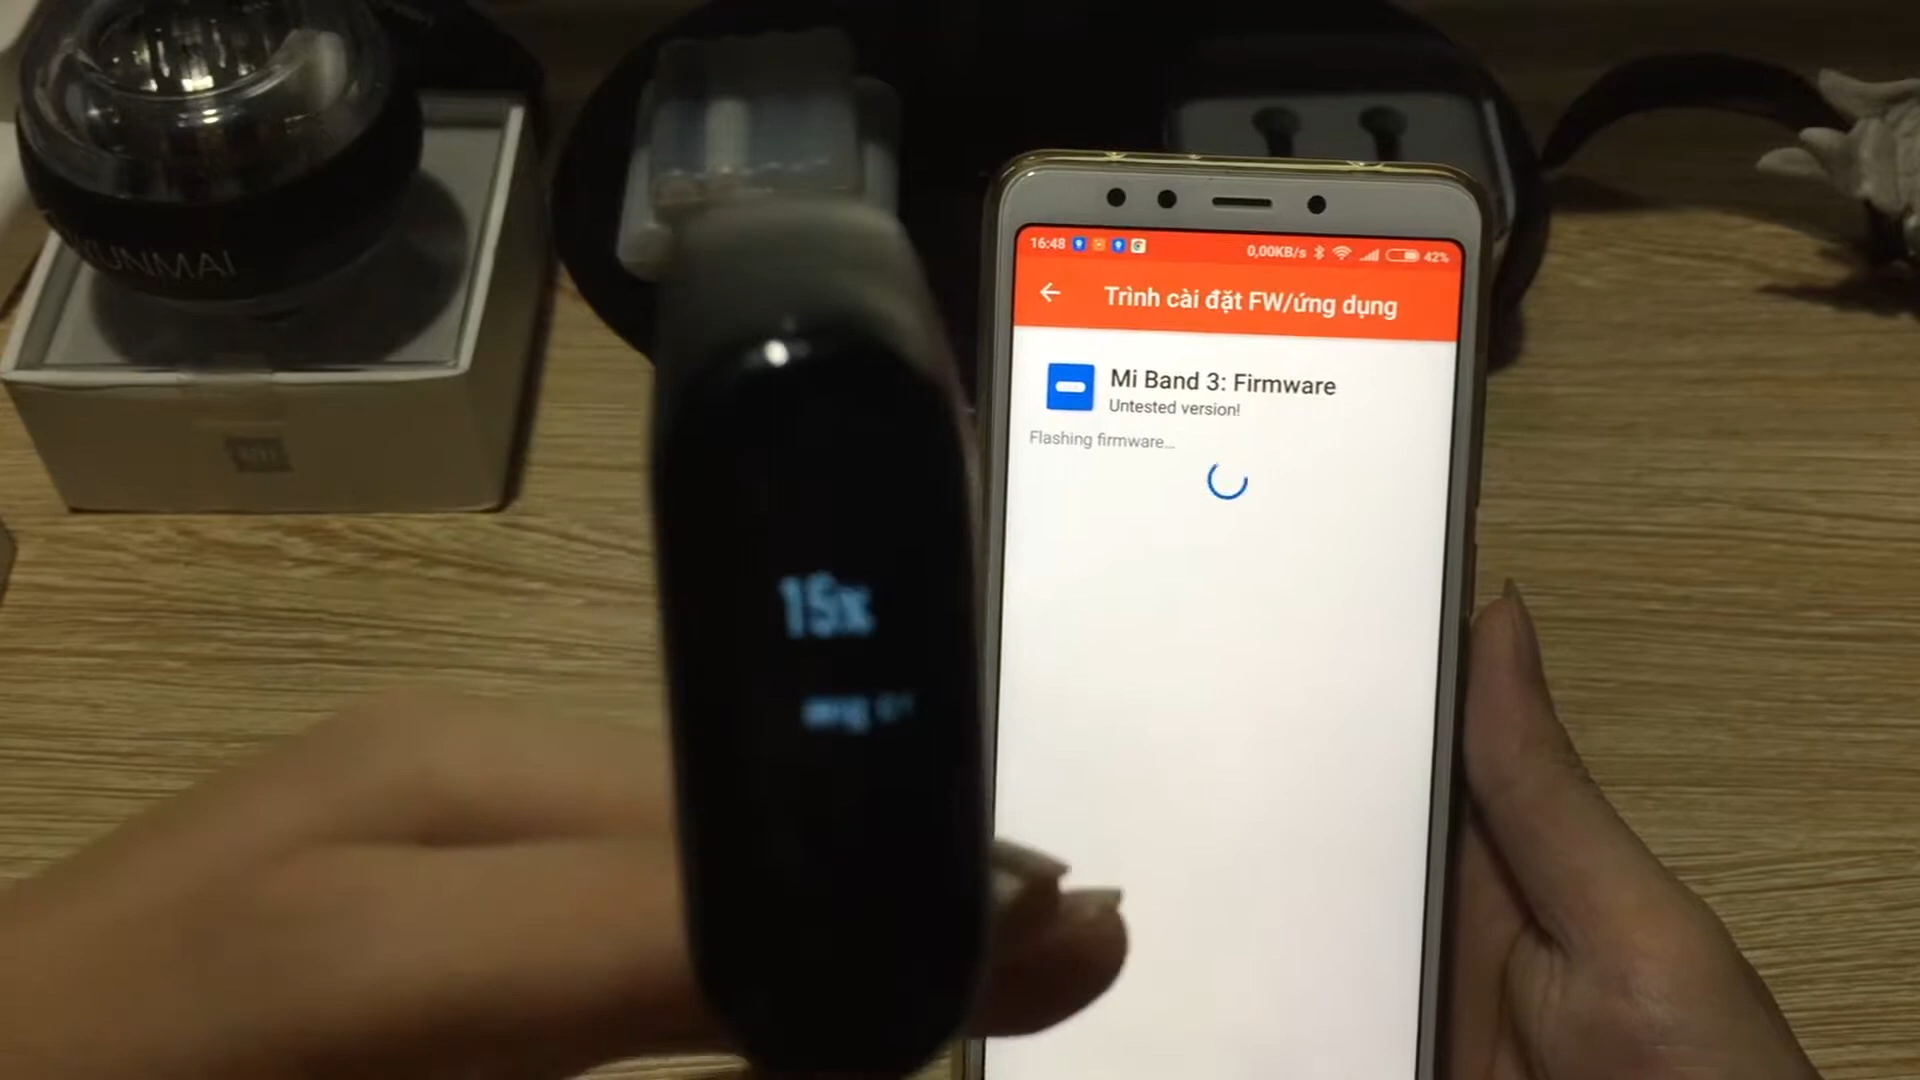 YUNMAI
16:48
0,00KB/s
42%
Trình cài đặt FW/ứng dụng
Mi Band 3: Firmware
Untested version!
Flashing firmware...
15%